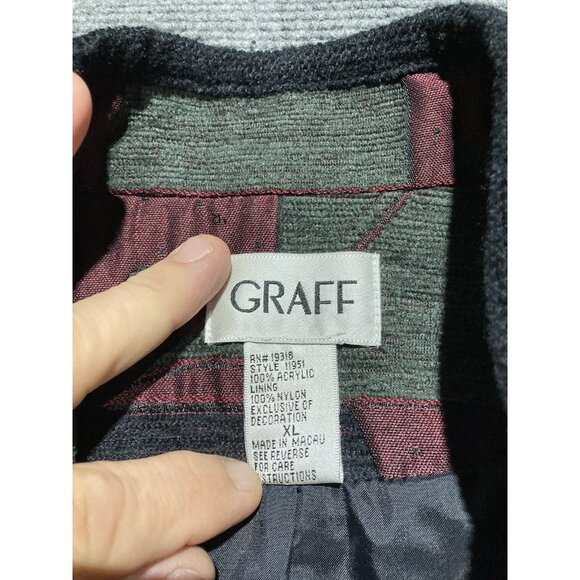 GRAFF
RN# 19318
STYLE 11951
100% ACRYLIC
LINING
100% NYLON
EXCLUSIVE OF
DECORATION
XL
MADE IN MACAU
SEE REVERSE
FOR CARE
INSTRUCTIONS